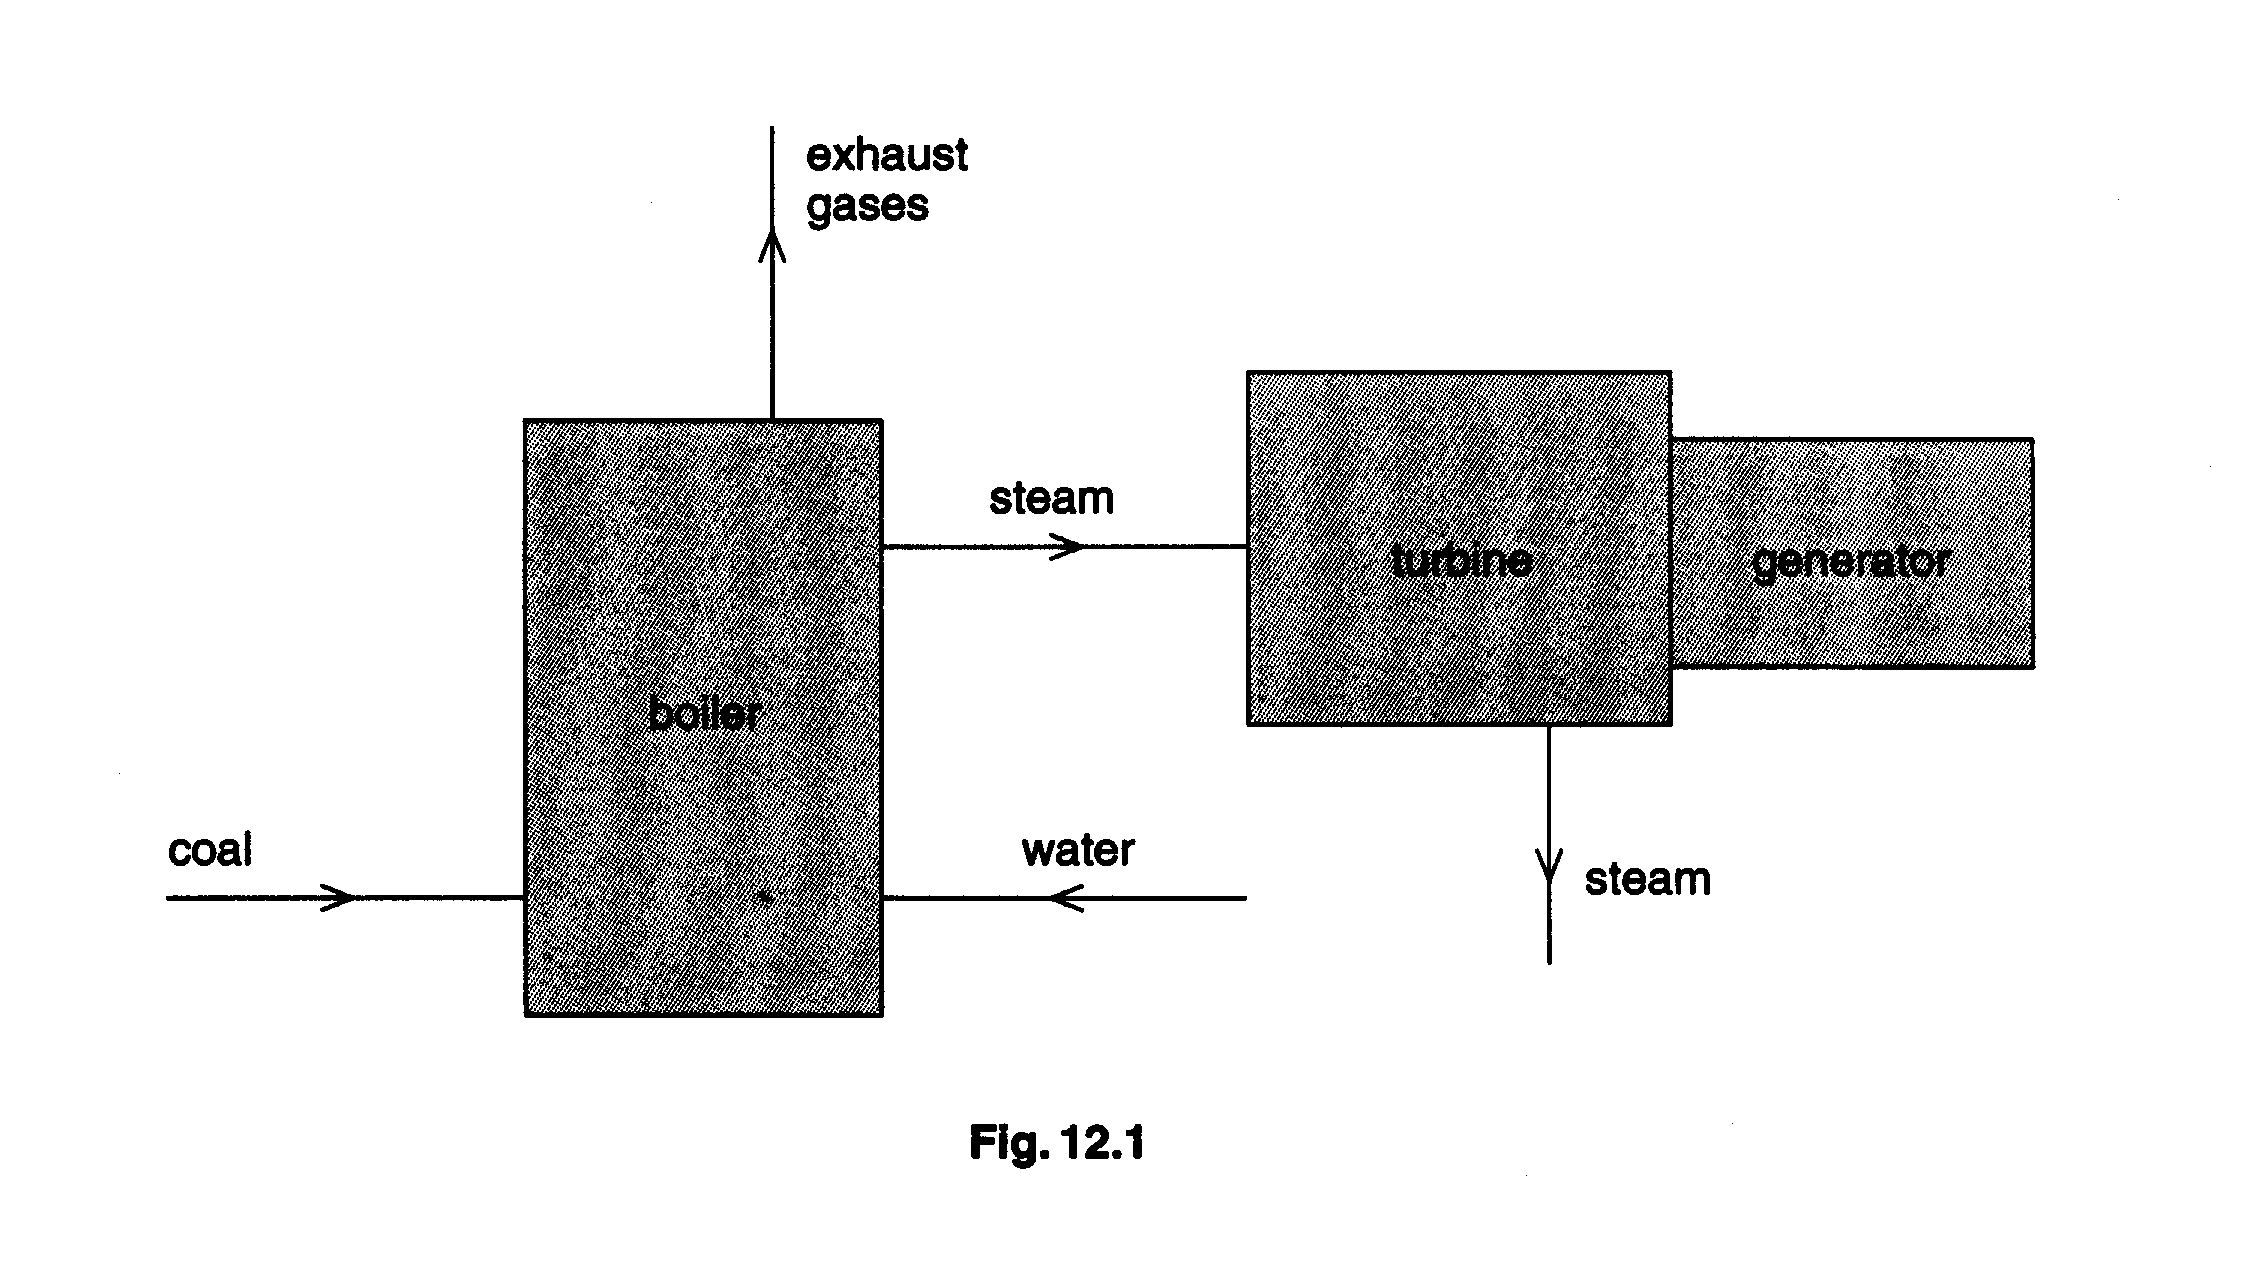 exhaust
gases
steam
turbine
generator
boiler
coal
water
steam
Fig. 12.1